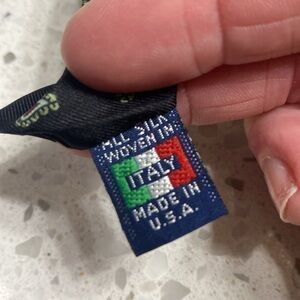 ALL SILK
WOVEN IN
ITALY
MADE IN
U.S.A.